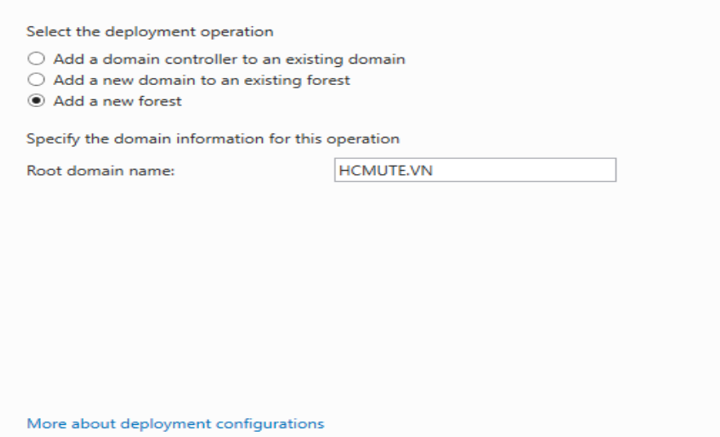 Select the deployment operation
Add a domain controller to an existing domain
Add a new domain to an existing forest
Add a new forest
Specify the domain information for this operation
Root domain name: HCMUTE.VN
More about deployment configurations